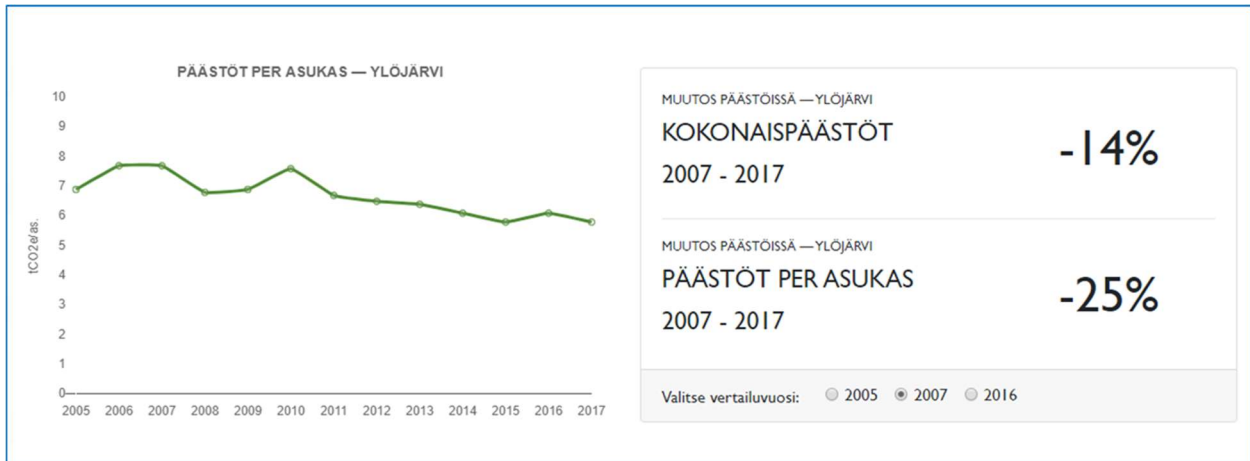 PÄÄSTÖT PER ASUKAS — YLÖJÄRVI
10
9
8
7
6
5
4
3
2
1
0
tCO2e/as.
2005 2006 2007 2008 2009 2010 2011 2012 2013 2014 2015 2016 2017
MUUTOS PÄÄSTÖISSÄ — YLÖJÄRVI
KOKONAISPÄÄSTÖT
2007 - 2017
-14%
MUUTOS PÄÄSTÖISSÄ — YLÖJÄRVI
PÄÄSTÖT PER ASUKAS
2007 - 2017
-25%
Valitse vertailuvuosi: 2005 2007 2016